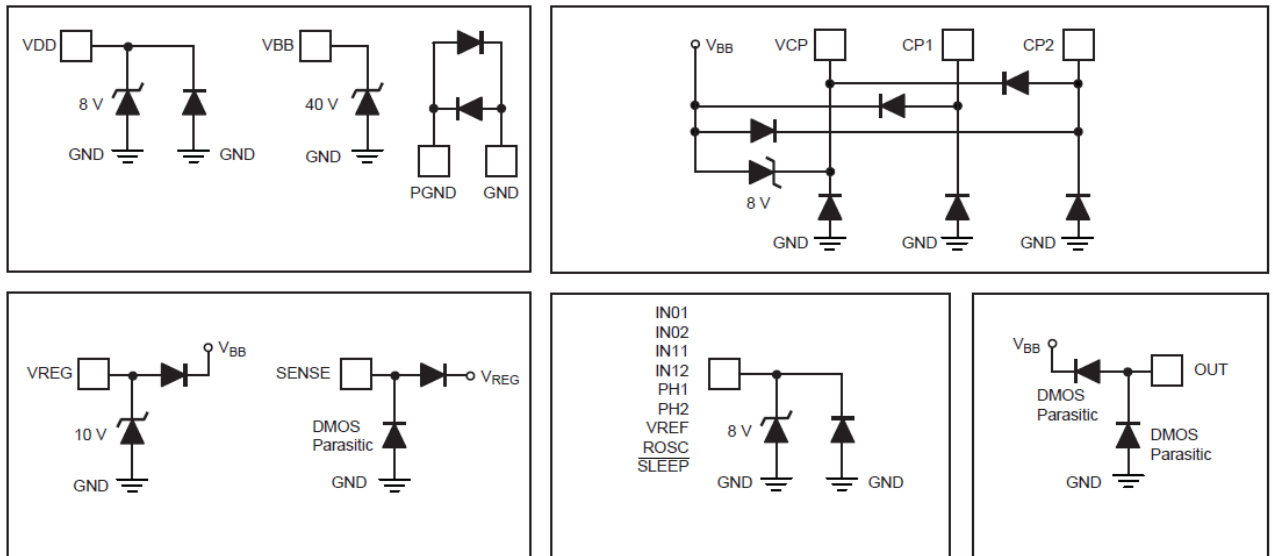 VDD
8 V
GND
GND
VBB
40 V
GND
PGND
GND
VBB
VCP
CP1
CP2
8 V
GND
GND
GND
VREG
VBB
10 V
GND
SENSE
VREG
DMOS
Parasitic
GND
IN01
IN02
IN11
IN12
PH1
PH2
VREF
ROSC
SLEEP
8 V
GND
GND
VBB
OUT
DMOS
Parasitic
DMOS
Parasitic
GND